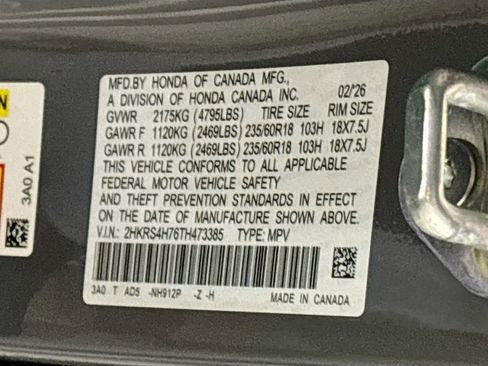 MFD.BY HONDA OF CANADA MFG.,
A DIVISION OF HONDA CANADA INC. 02/'26
GVWR 2175KG (4795LBS) TIRE SIZE RIM SIZE
GAWR F 1120KG (2469LBS) 235/60R18 103H 18X7.5J
GAWR R 1120KG (2469LBS) 235/60R18 103H 18X7.5J
THIS VEHICLE CONFORMS TO ALL APPLICABLE
FEDERAL MOTOR VEHICLE SAFETY
AND THEFT PREVENTION STANDARDS IN EFFECT
ON THE DATE OF MANUFACTURE SHOWN ABOVE.
V.I.N.: 2HKRS4H76TH473385 TYPE: MPV
3A0 T AD5 -NH912P -Z -H
MADE IN CANADA
3A0 A1